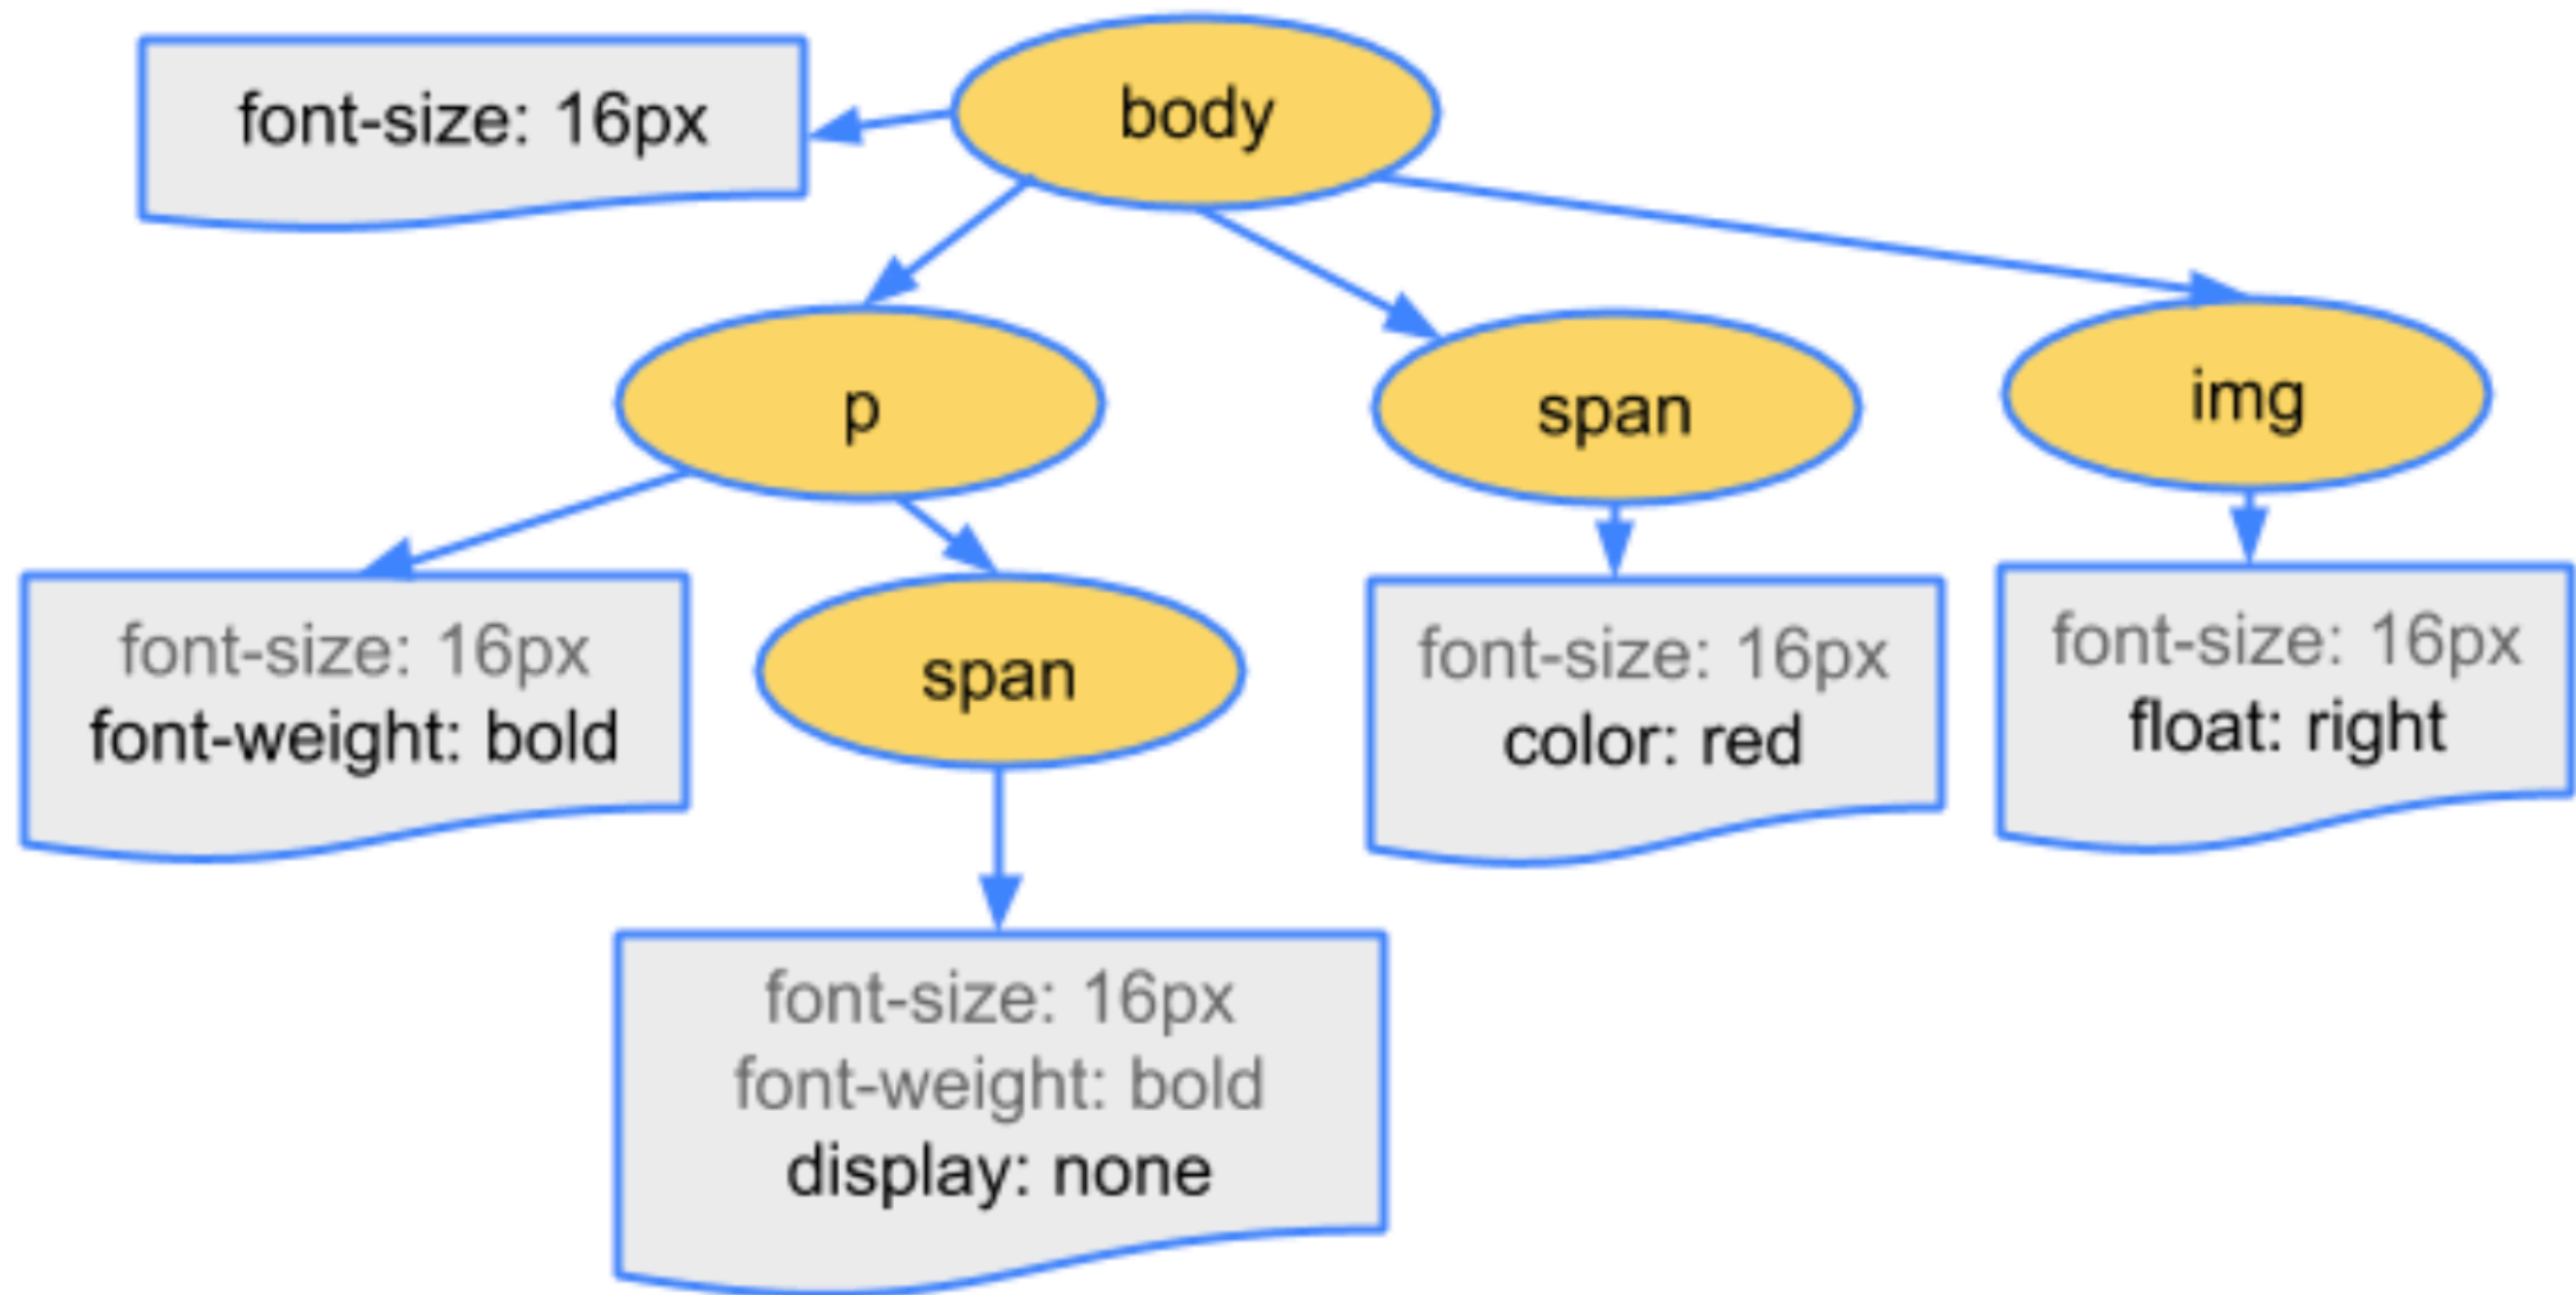 font-size: 16px
body
p
span
img
font-size: 16px
font-weight: bold
span
font-size: 16px
color: red
font-size: 16px
float: right
font-size: 16px
font-weight: bold
display: none